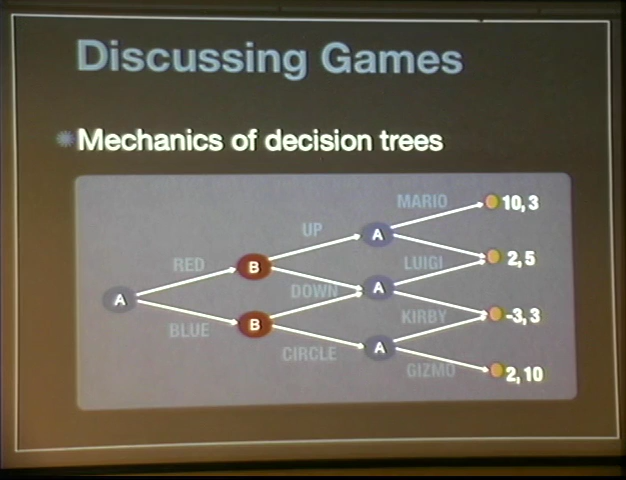 Discussing Games
Mechanics of decision trees
MARIO
10, 3
UP
A
RED
B
LUIGI
2, 5
A
DOWN
A
BLUE
B
KIRBY
-3, 3
CIRCLE
A
GIZMO
2, 10